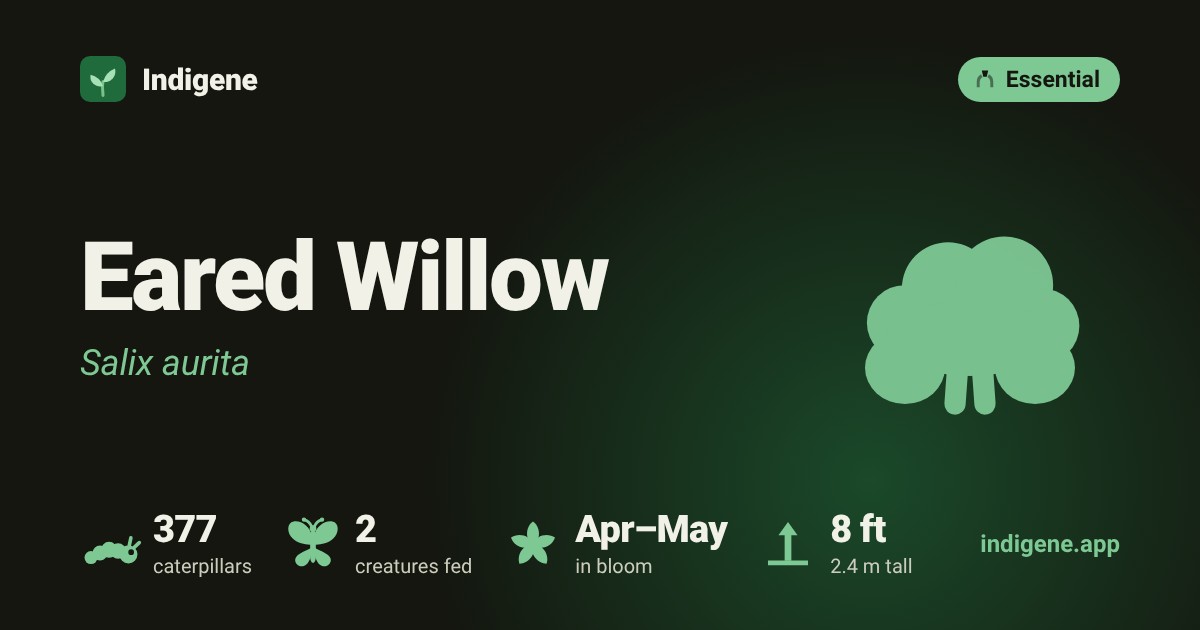 Indigene
Essential
Eared Willow
Salix aurita
377
caterpillars
2
creatures fed
Apr–May
in bloom
8 ft
2.4 m tall
indigene.app